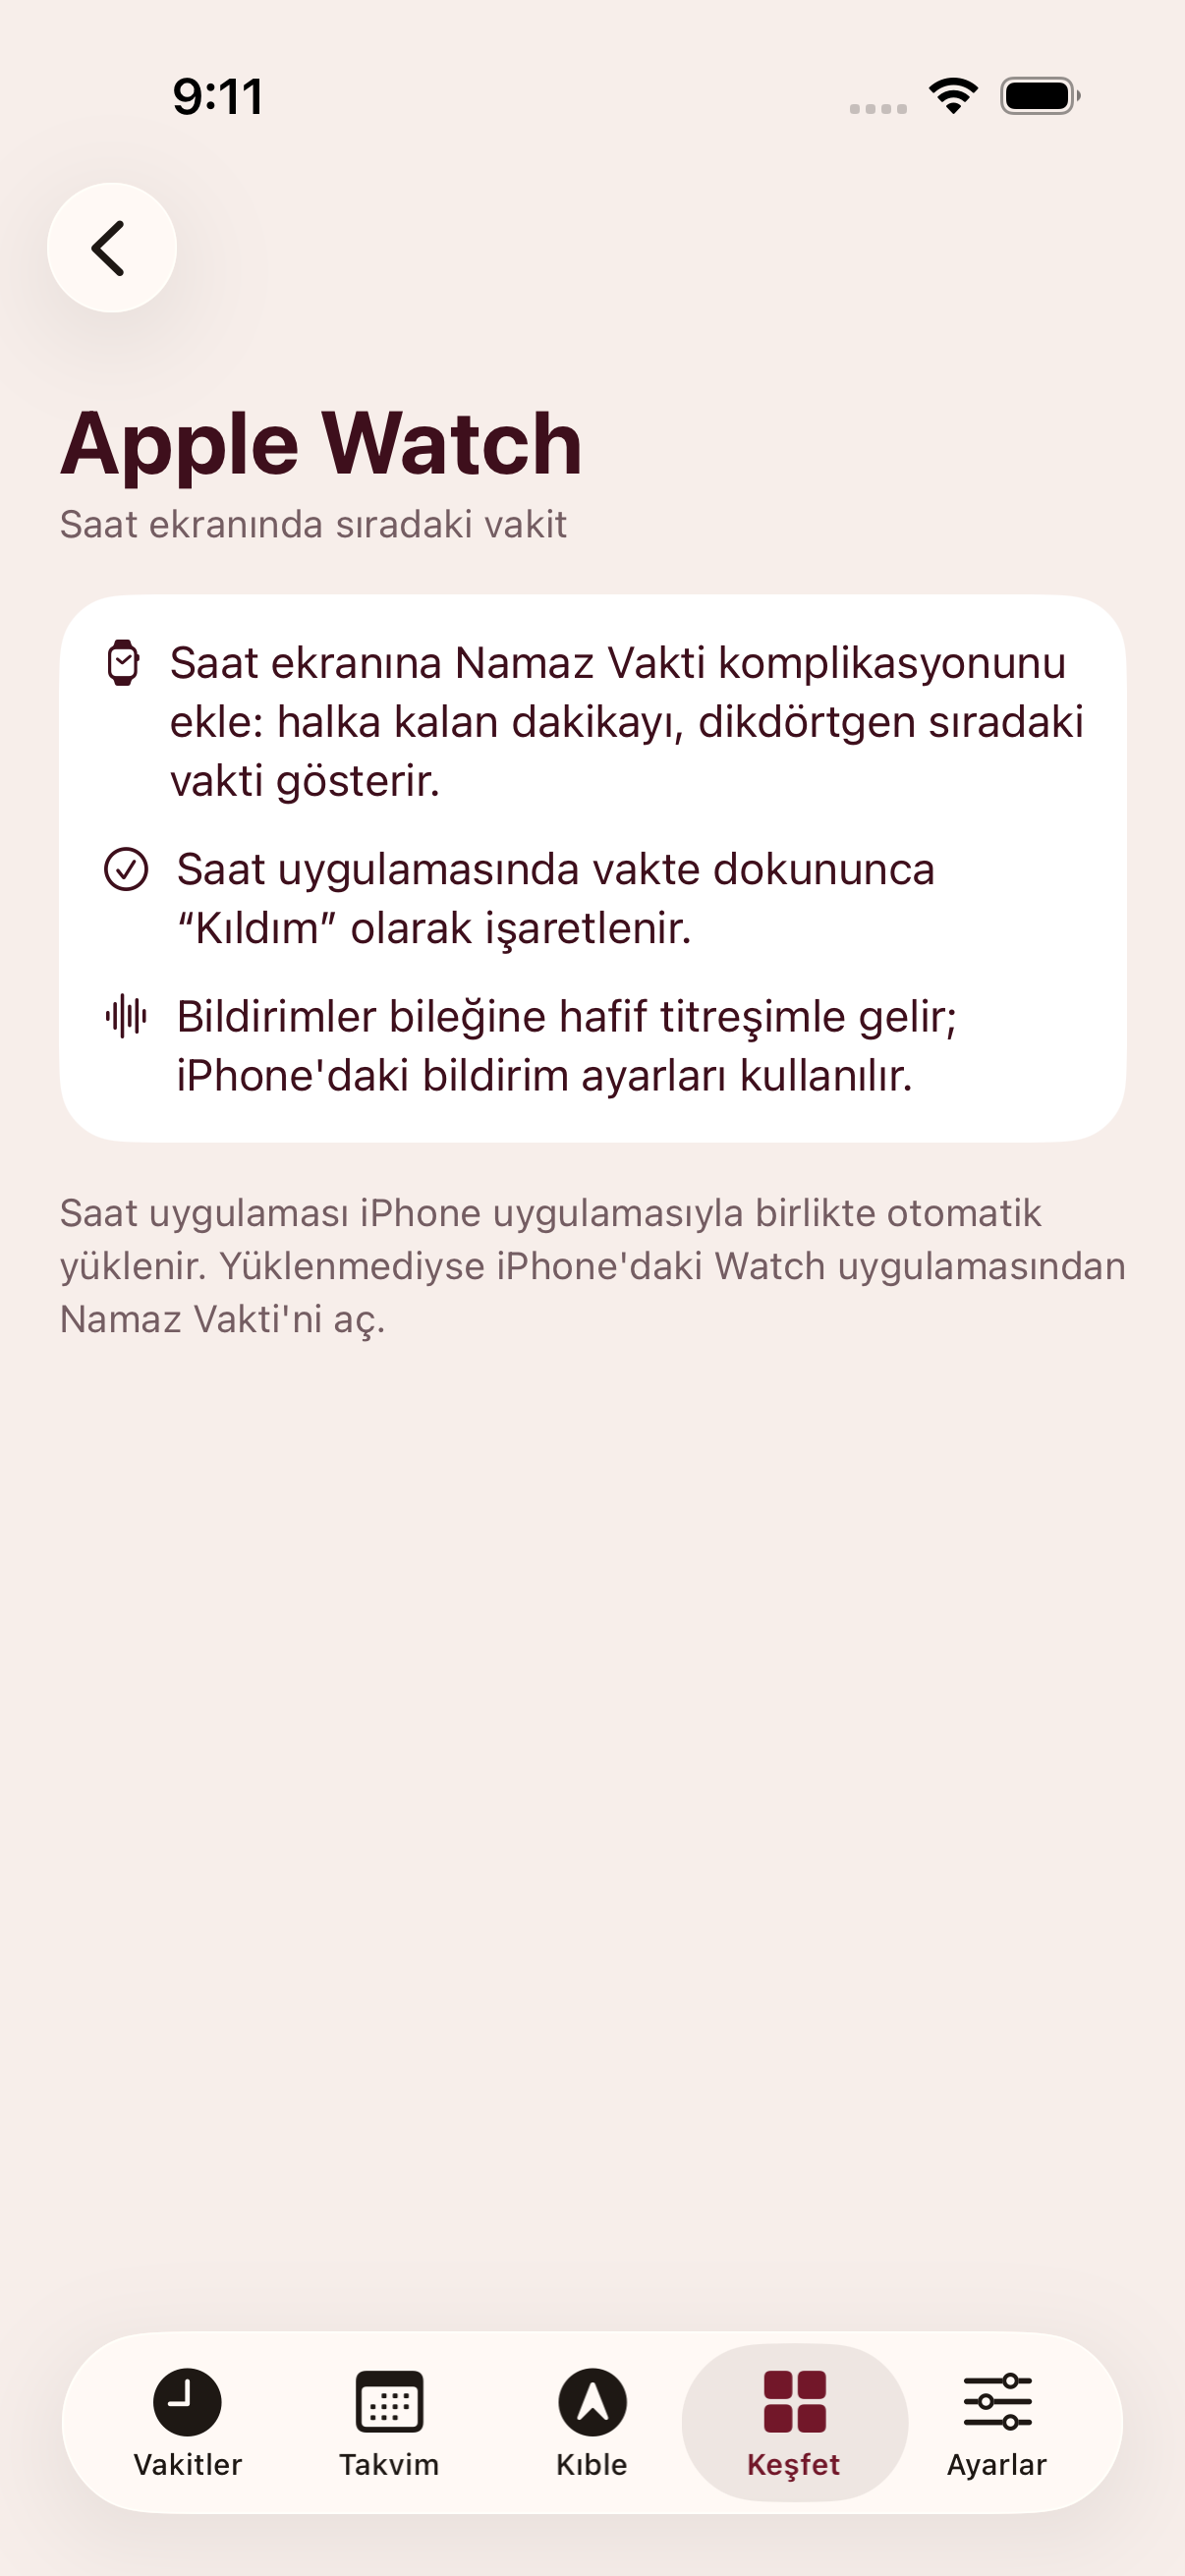 9:11
Apple Watch
Saat ekranında sıradaki vakit
Saat ekranına Namaz Vakti komplikasyonunu
ekle: halka kalan dakikayı, dikdörtgen sıradaki
vakti gösterir.
Saat uygulamasında vakte dokununca
“Kıldım” olarak işaretlenir.
Bildirimler bileğine hafif titreşimle gelir;
iPhone'daki bildirim ayarları kullanılır.
Saat uygulaması iPhone uygulamasıyla birlikte otomatik
yüklenir. Yüklenmediyse iPhone'daki Watch uygulamasından
Namaz Vakti'ni aç.
Vakitler
Takvim
Kıble
Keşfet
Ayarlar